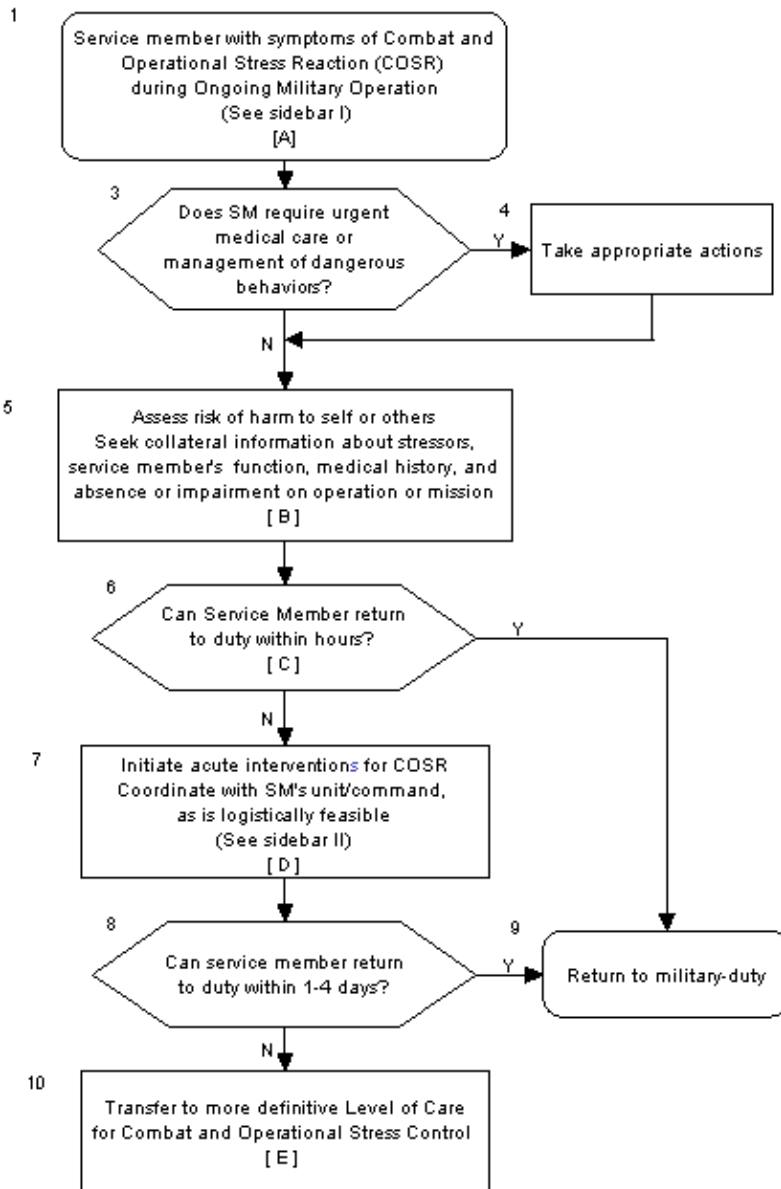 1
Service member with symptoms of Combat and
Operational Stress Reaction (COSR)
during Ongoing Military Operation
(See sidebar I)
[A]
3
Does SM require urgent
medical care or
management of dangerous
behaviors?
Y
4
Take appropriate actions
N
5
Assess risk of harm to self or others
Seek collateral information about stressors,
service member's function, medical history, and
absence or impairment on operation or mission
[ B ]
6
Can Service Member return
to duty within hours?
[ C ]
Y
N
7
Initiate acute interventions for COSR
Coordinate with SM's unit/command,
as is logistically feasible
(See sidebar II)
[ D ]
8
Can service member return
to duty within 1-4 days?
Y
9
Return to military-duty
N
10
Transfer to more definitive Level of Care
for Combat and Operational Stress Control
[ E ]